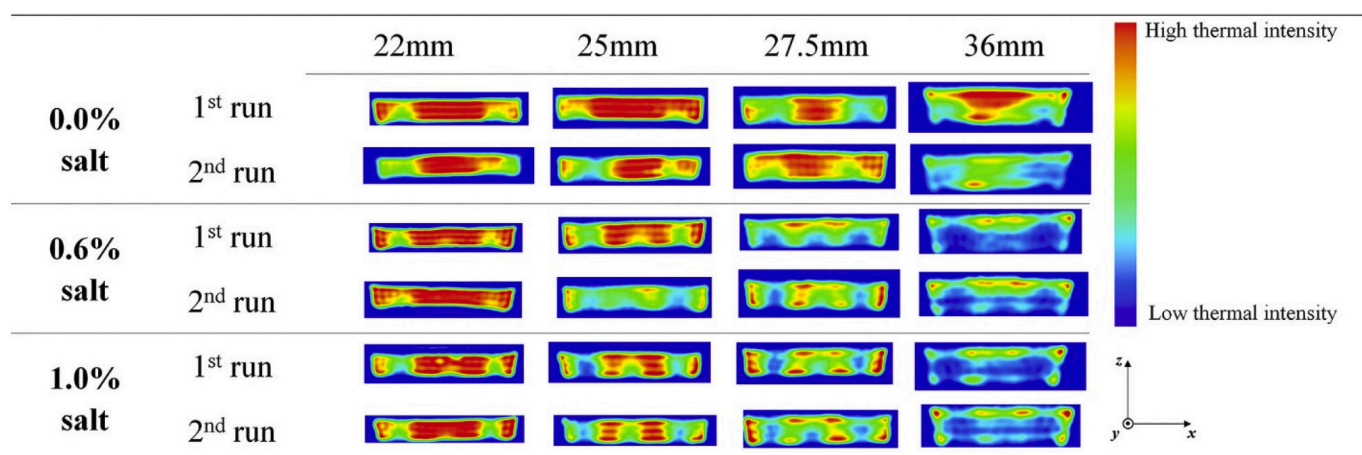 22mm 25mm 27.5mm 36mm
High thermal intensity
0.0% salt
1st run
2nd run
0.6% salt
1st run
2nd run
Low thermal intensity
1.0% salt
1st run
2nd run
z
y x